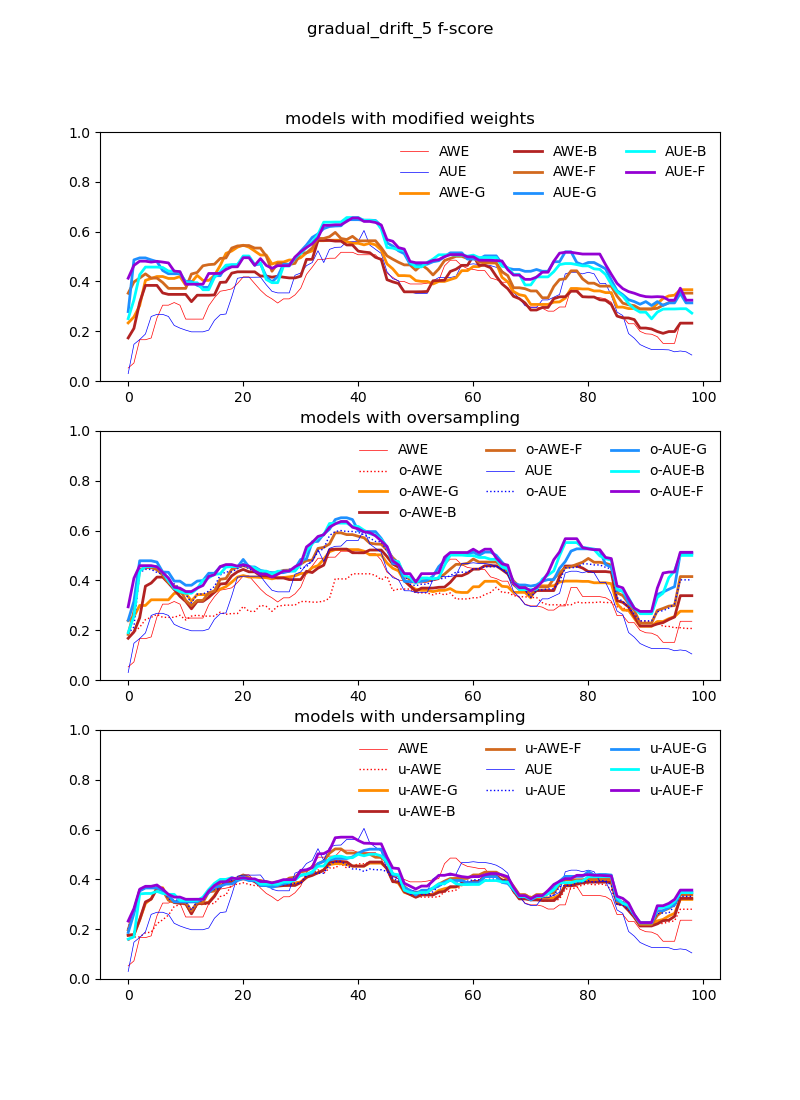 gradual_drift_5 f-score
models with modified weights
1.0
0.8
0.6
0.4
0.2
0.0
AWE AWE-B AUE-B
AUE AWE-F AUE-F
AWE-G AUE-G
0 20 40 60 80 100
models with oversampling
1.0
0.8
0.6
0.4
0.2
0.0
AWE o-AWE-F o-AUE-G
o-AWE AUE o-AUE-B
o-AWE-G o-AUE o-AUE-F
o-AWE-B
0 20 40 60 80 100
models with undersampling
1.0
0.8
0.6
0.4
0.2
0.0
AWE u-AWE-F u-AUE-G
u-AWE AUE u-AUE-B
u-AWE-G u-AUE u-AUE-F
u-AWE-B
0 20 40 60 80 100